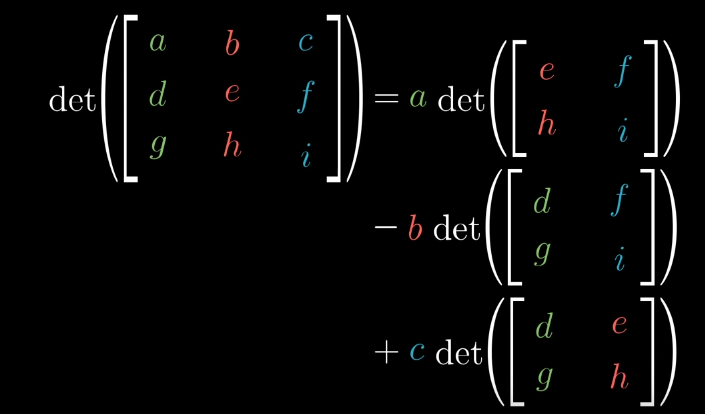 det([a b c; d e f; g h i]) = a det([e f; h i])
− b det([d f; g i])
+ c det([d e; g h])